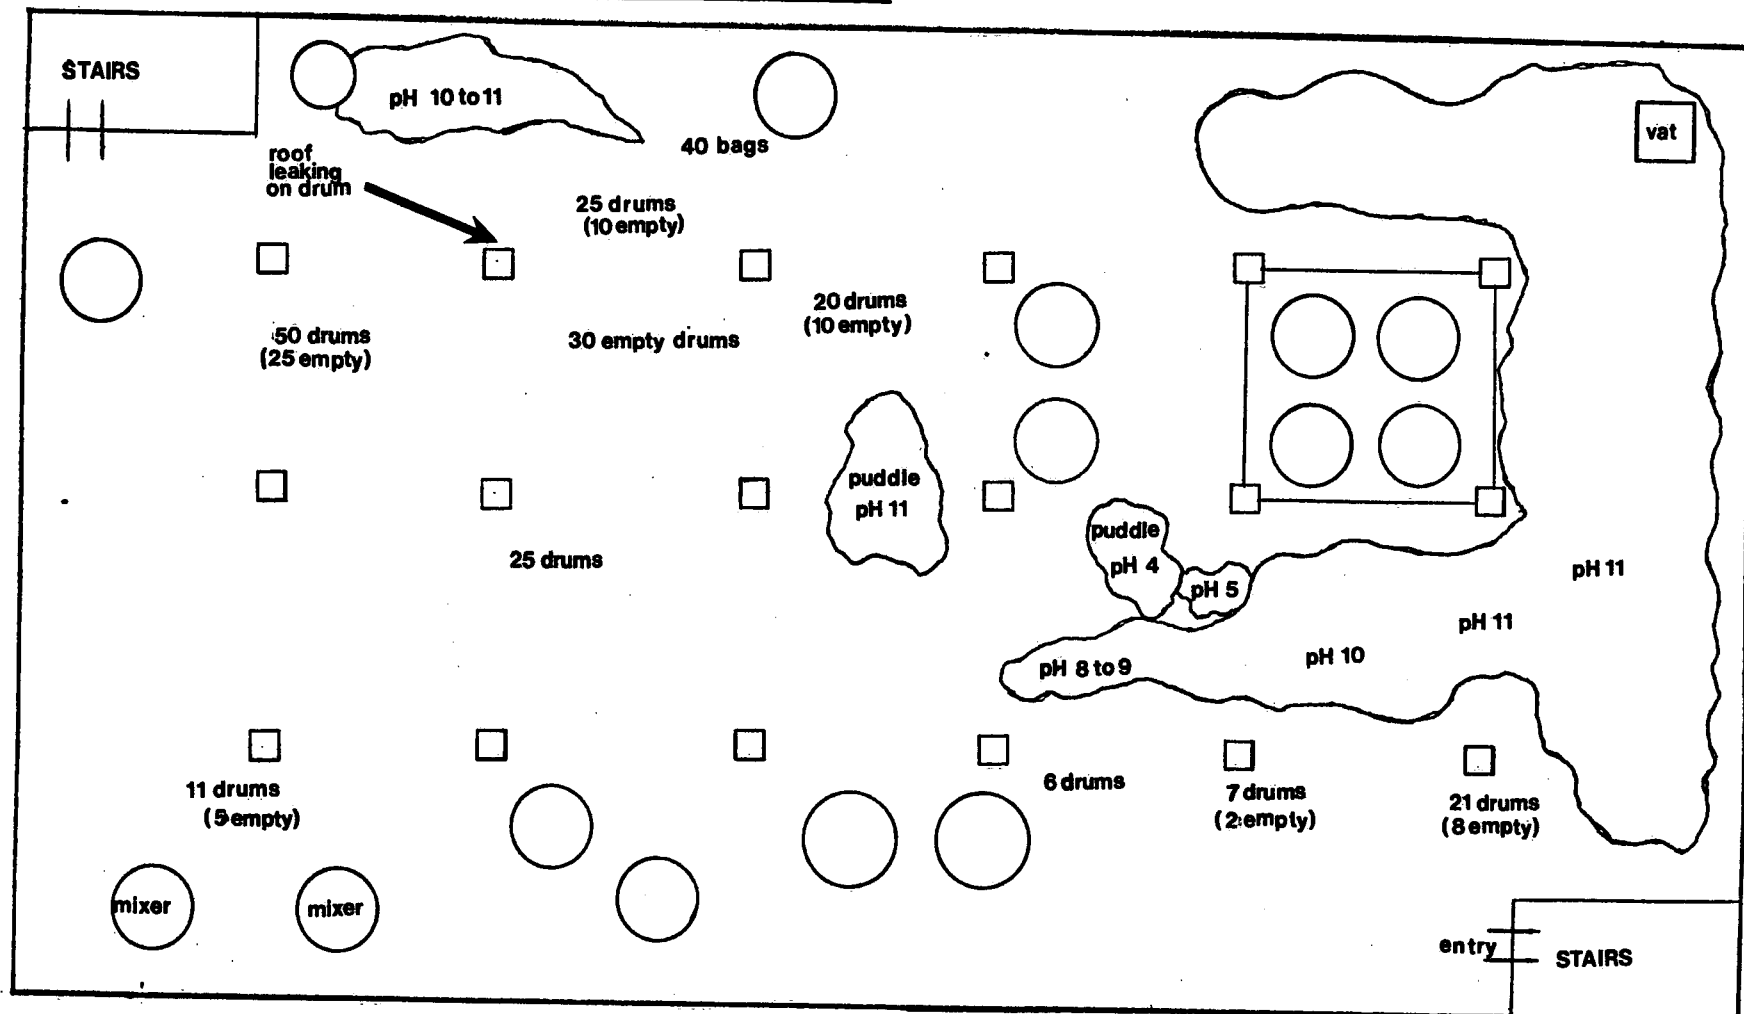 STAIRS
pH 10 to 11
40 bags
vat
roof
leaking
on drum
25 drums
(10 empty)
50 drums
(25 empty)
30 empty drums
20 drums
(10 empty)
puddle
pH 11
25 drums
puddle
pH 4
pH 5
pH 11
pH 11
pH 10
pH 8 to 9
11 drums
(5 empty)
6 drums
7 drums
(2 empty)
21 drums
(8 empty)
mixer
mixer
entry
STAIRS